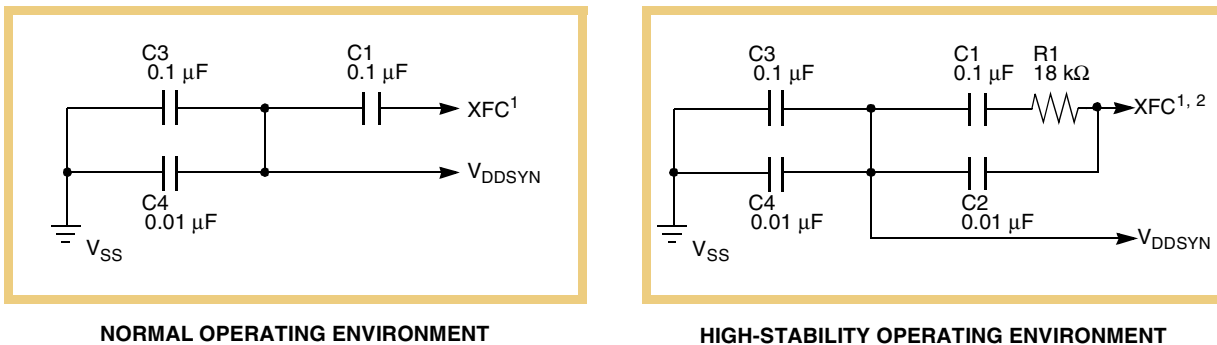 C3
0.1 µF
C1
0.1 µF
XFC1
C4
0.01 µF
VDDSYN
VSS
NORMAL OPERATING ENVIRONMENT
C3
0.1 µF
C1
0.1 µF
R1
18 kΩ
XFC1, 2
C4
0.01 µF
C2
0.01 µF
VDDSYN
VSS
HIGH-STABILITY OPERATING ENVIRONMENT